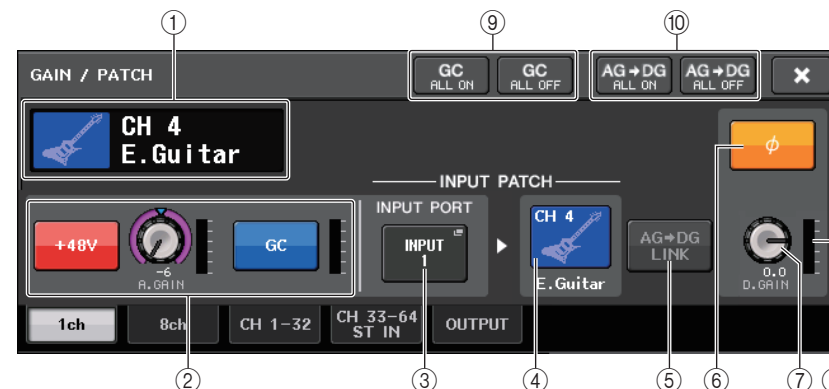 ① ⑨ ⑩
GAIN / PATCH
GC ALL ON
GC ALL OFF
AG→DG ALL ON
AG→DG ALL OFF
×
CH 4
E.Guitar
φ
INPUT PATCH
INPUT PORT
+48V
-6
A.GAIN
GC
INPUT
1
CH 4
E.Guitar
AG→DG
LINK
0.0
D.GAIN
1ch
8ch
CH 1-32
CH 33-64
ST IN
OUTPUT
② ③ ④ ⑤ ⑥ ⑦